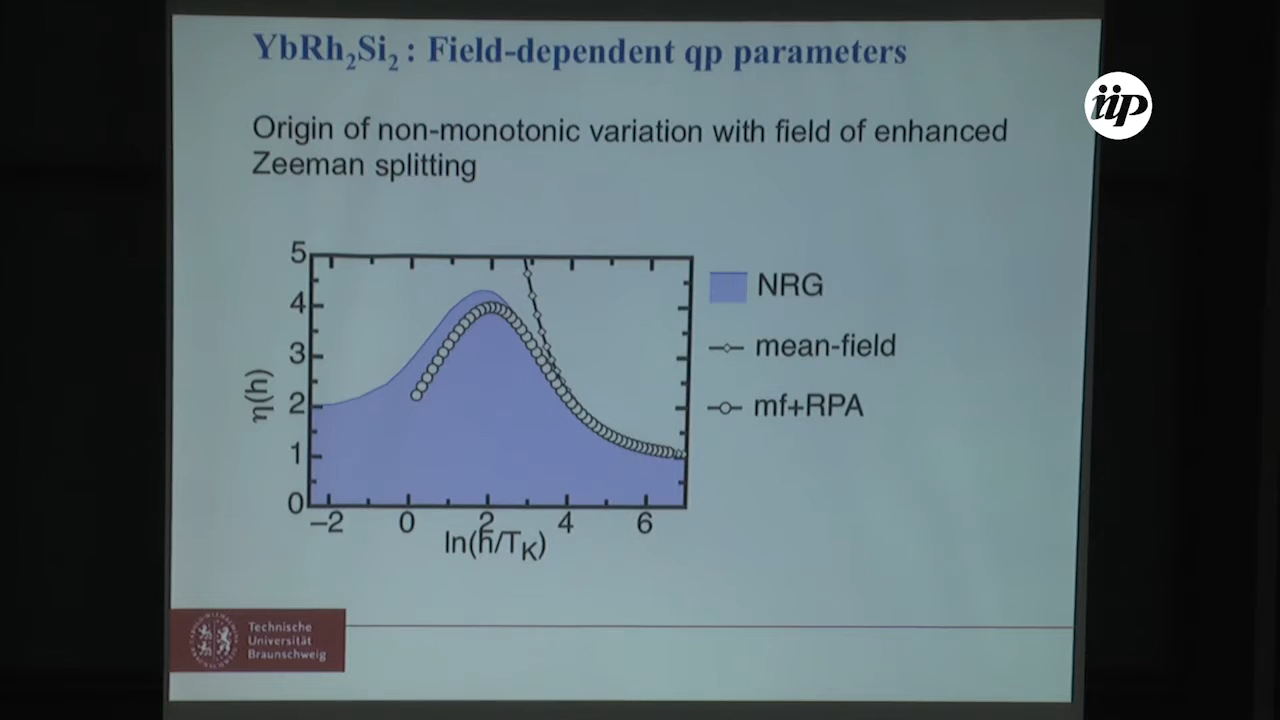 YbRh₂Si₂ : Field-dependent qp parameters
iip
Origin of non-monotonic variation with field of enhanced
Zeeman splitting
5
4
3
2
1
0
η(h)
−2 0 2 4 6
ln(h̄/T_K)
NRG
mean-field
mf+RPA
Technische
Universität
Braunschweig